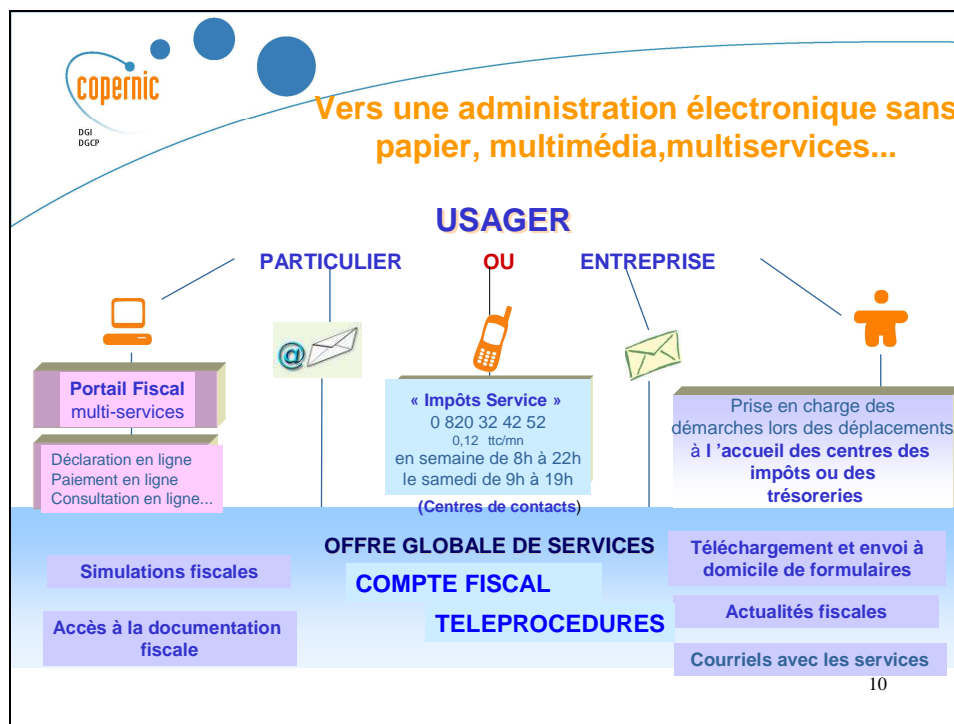 copernic
DGI
DGCP
Vers une administration électronique sans
papier, multimédia,multiservices...
USAGER
PARTICULIER OU ENTREPRISE
@
Portail Fiscal
multi-services
Déclaration en ligne
Paiement en ligne
Consultation en ligne...
« Impôts Service »
0 820 32 42 52
0,12 ttc/mn
en semaine de 8h à 22h
le samedi de 9h à 19h
(Centres de contacts)
Prise en charge des
démarches lors des déplacements
à l 'accueil des centres des
impôts ou des
trésoreries
OFFRE GLOBALE DE SERVICES
COMPTE FISCAL
TELEPROCEDURES
Simulations fiscales
Accès à la documentation
fiscale
Téléchargement et envoi à
domicile de formulaires
Actualités fiscales
Courriels avec les services
10